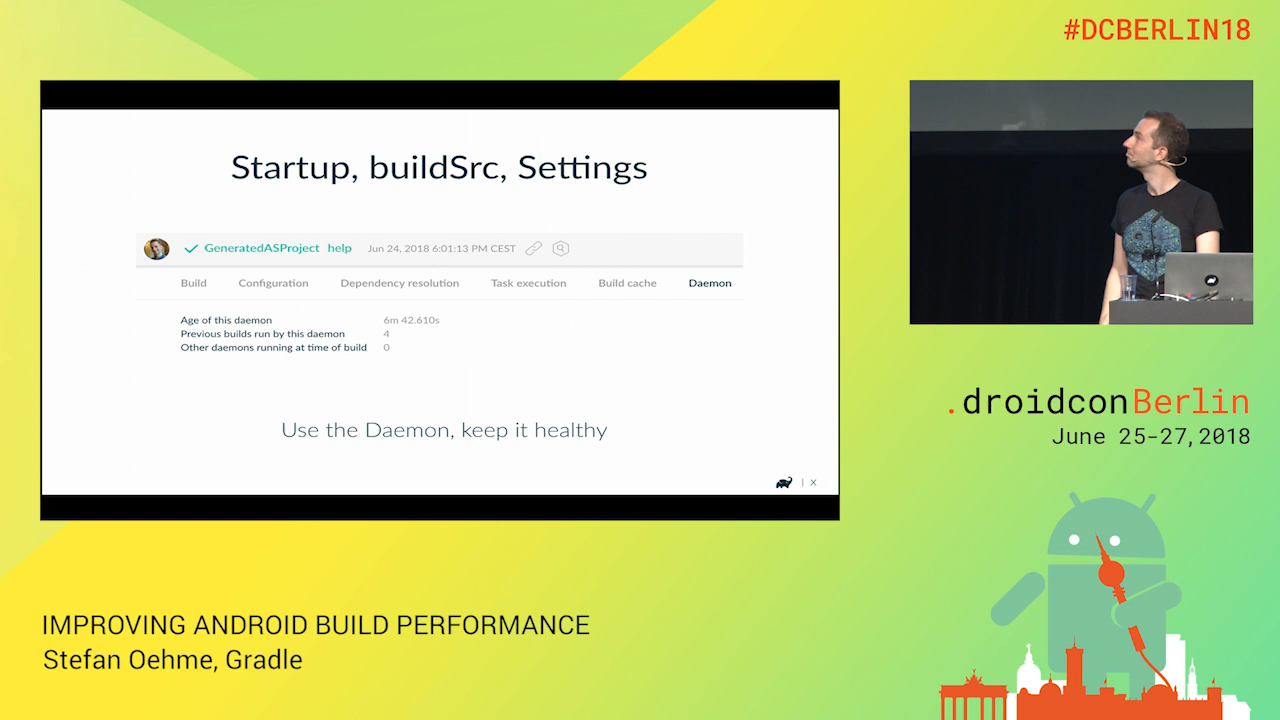 #DCBERLIN18
Startup, buildSrc, Settings
GeneratedASProject help Jun 24, 2018 6:01:13 PM CEST
Build Configuration Dependency resolution Task execution Build cache Daemon
Age of this daemon 6m 42.610s
Previous builds run by this daemon 4
Other daemons running at time of build 0
Use the Daemon, keep it healthy
| X
.droidconBerlin
June 25-27, 2018
IMPROVING ANDROID BUILD PERFORMANCE
Stefan Oehme, Gradle